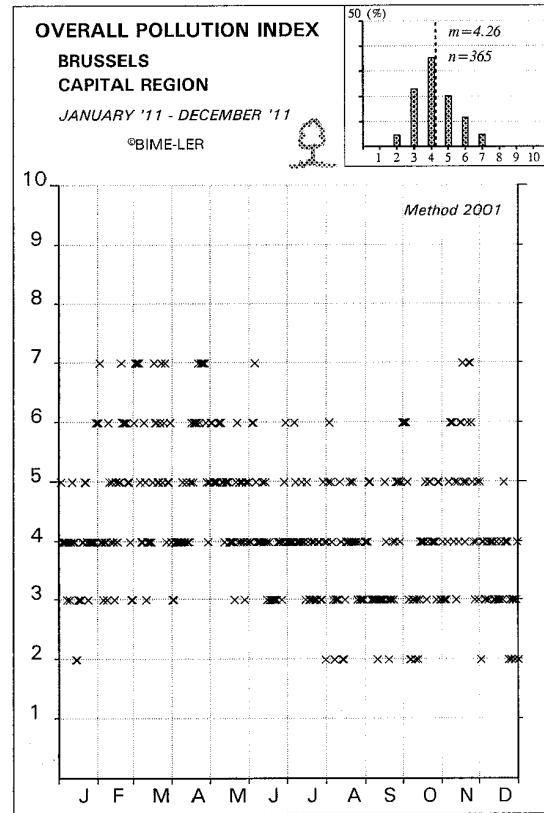 OVERALL POLLUTION INDEX
BRUSSELS
CAPITAL REGION
JANUARY '11 - DECEMBER '11
©BIME-LER
50 (%)
m=4.26
n=365
1 2 3 4 5 6 7 8 9 10
Method 2001
10
9
8
7
6
5
4
3
2
1
J F M A M J J A S O N D